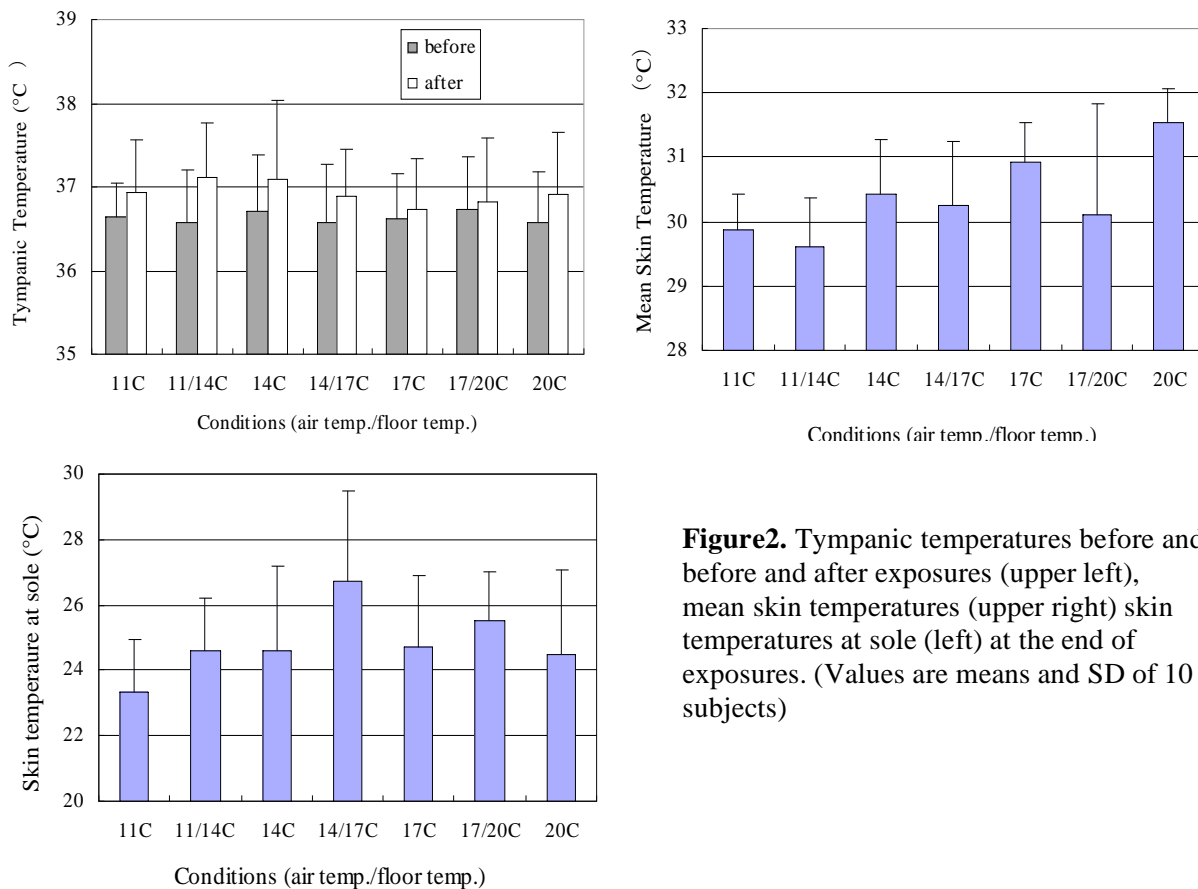 39
38
37
36
35
Tympanic Temperature (°C )
before
after
11C 11/14C 14C 14/17C 17C 17/20C 20C
Conditions (air temp./floor temp.)
33
32
31
30
29
28
Mean Skin Temperature (°C)
11C 11/14C 14C 14/17C 17C 17/20C 20C
Conditions (air temp./floor temp.)
30
28
26
24
22
20
Skin temperaure at sole (°C)
11C 11/14C 14C 14/17C 17C 17/20C 20C
Conditions (air temp./floor temp.)
Figure2. Tympanic temperatures before and
before and after exposures (upper left),
mean skin temperatures (upper right) skin
temperatures at sole (left) at the end of
exposures. (Values are means and SD of 10
subjects)